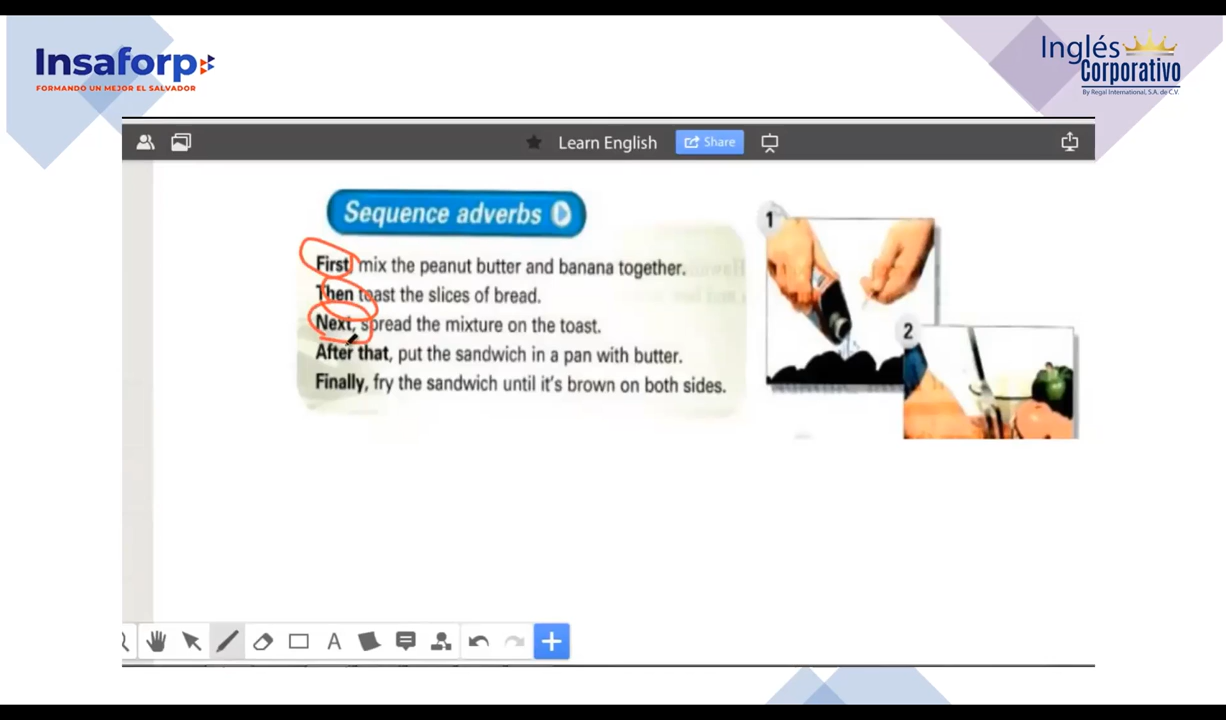 Insaforp
FORMANDO UN MEJOR EL SALVADOR
Inglés
Corporativo
By Regal International, S.A. de C.V.
Learn English
Share
Sequence adverbs
First mix the peanut butter and banana together.
Then toast the slices of bread.
Next, spread the mixture on the toast.
After that, put the sandwich in a pan with butter.
Finally, fry the sandwich until it's brown on both sides.
1
2
A